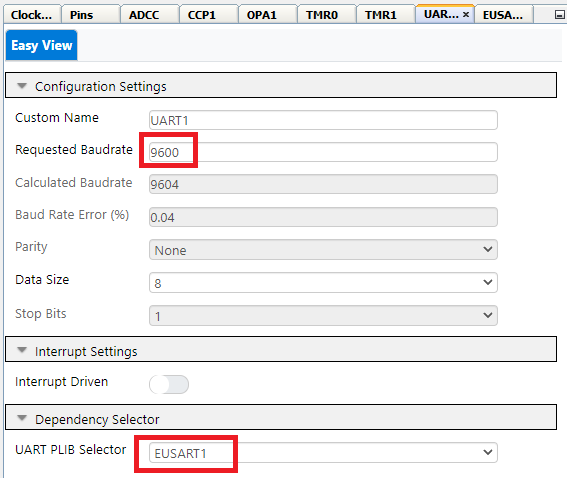 Clock... Pins ADCC CCP1 OPA1 TMR0 TMR1 UAR... × EUSA...
Easy View
Configuration Settings
Custom Name UART1
Requested Baudrate 9600
Calculated Baudrate 9604
Baud Rate Error (%) 0.04
Parity None
Data Size 8
Stop Bits 1
Interrupt Settings
Interrupt Driven
Dependency Selector
UART PLIB Selector EUSART1